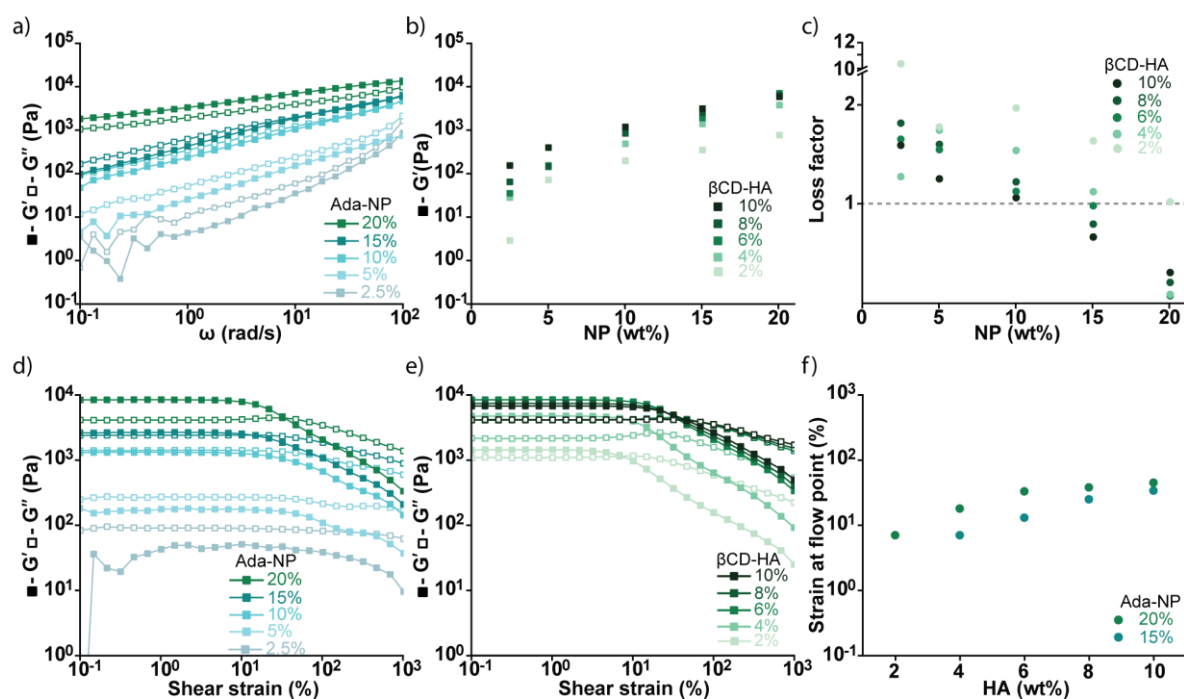 a)
10⁵
10⁴
10³
10²
10¹
10⁰
10⁻¹
■- G′ □- G″ (Pa)
Ada-NP
20%
15%
10%
5%
2.5%
10⁻¹ 10⁰ 10¹ 10²
ω (rad/s)
b)
10⁵
10⁴
10³
10²
10¹
10⁰
10⁻¹
■- G′(Pa)
βCD-HA
10%
8%
6%
4%
2%
5 10 15 20
NP (wt%)
c)
12
10
2
1
Loss factor
βCD-HA
10%
8%
6%
4%
2%
5 10 15 20
NP (wt%)
d)
10⁴
10³
10²
10¹
10⁰
■- G′ □- G″ (Pa)
Ada-NP
20%
15%
10%
5%
2.5%
10⁻¹ 10⁰ 10¹ 10² 10³
Shear strain (%)
e)
10⁴
10³
10²
10¹
10⁰
■- G′ □- G″ (Pa)
βCD-HA
10%
8%
6%
4%
2%
10⁻¹ 10⁰ 10¹ 10² 10³
Shear strain (%)
f)
10³
10²
10¹
10⁰
10⁻¹
Strain at flow point (%)
Ada-NP
20%
15%
2 4 6 8 10
HA (wt%)